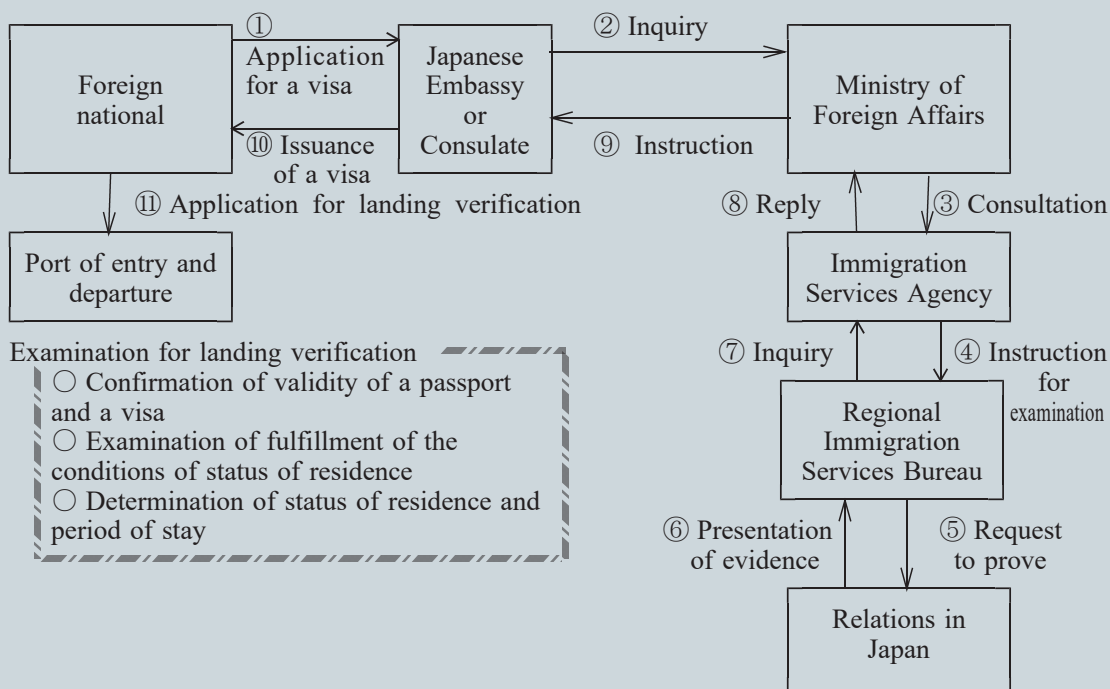 ①
Application
for a visa
Foreign
national
Japanese
Embassy
or
Consulate
② Inquiry
Ministry of
Foreign Affairs
⑩ Issuance
of a visa
⑨ Instruction
⑪ Application for landing verification
⑧ Reply
③ Consultation
Port of entry and
departure
Immigration
Services Agency
Examination for landing verification
○ Confirmation of validity of a passport
and a visa
○ Examination of fulfillment of the
conditions of status of residence
○ Determination of status of residence and
period of stay
⑦ Inquiry
④ Instruction
for
examination
Regional
Immigration
Services Bureau
⑥ Presentation
of evidence
⑤ Request
to prove
Relations in
Japan